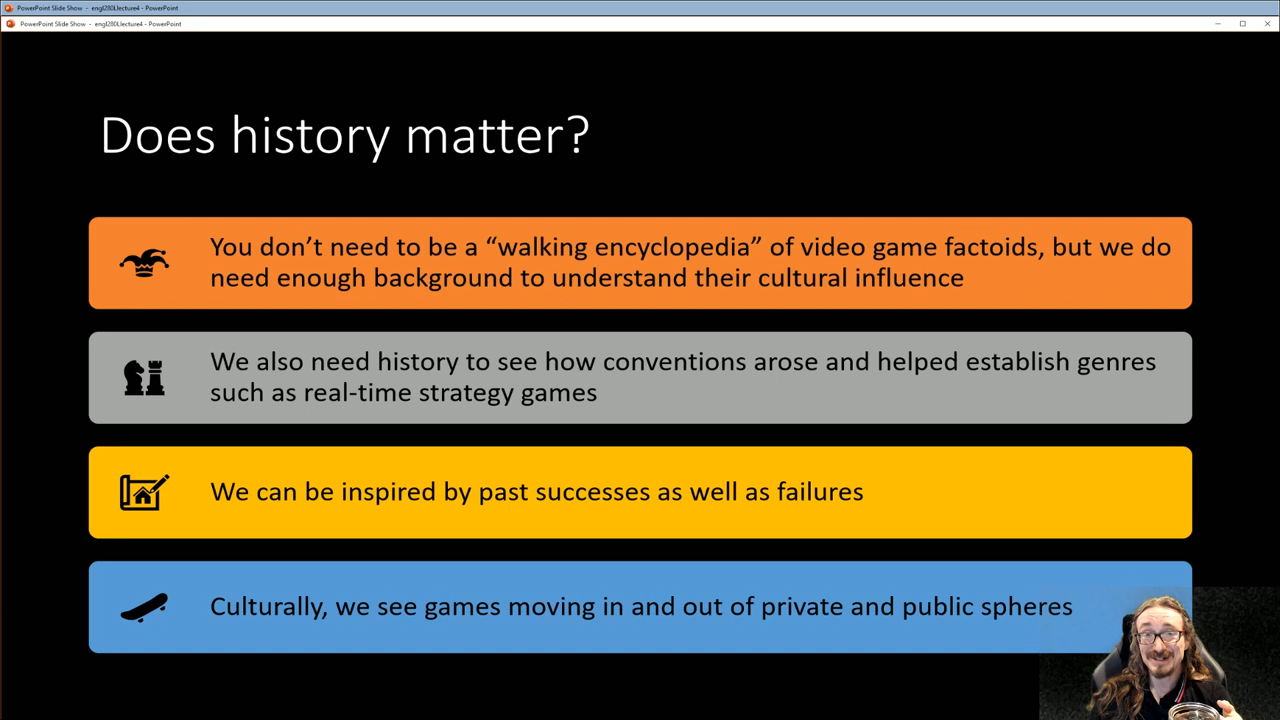 PowerPoint Slide Show - engl280Llecture4 - PowerPoint
PowerPoint Slide Show - engl280Llecture4 - PowerPoint
Does history matter?
You don’t need to be a “walking encyclopedia” of video game factoids, but we do
need enough background to understand their cultural influence
We also need history to see how conventions arose and helped establish genres
such as real-time strategy games
We can be inspired by past successes as well as failures
Culturally, we see games moving in and out of private and public spheres